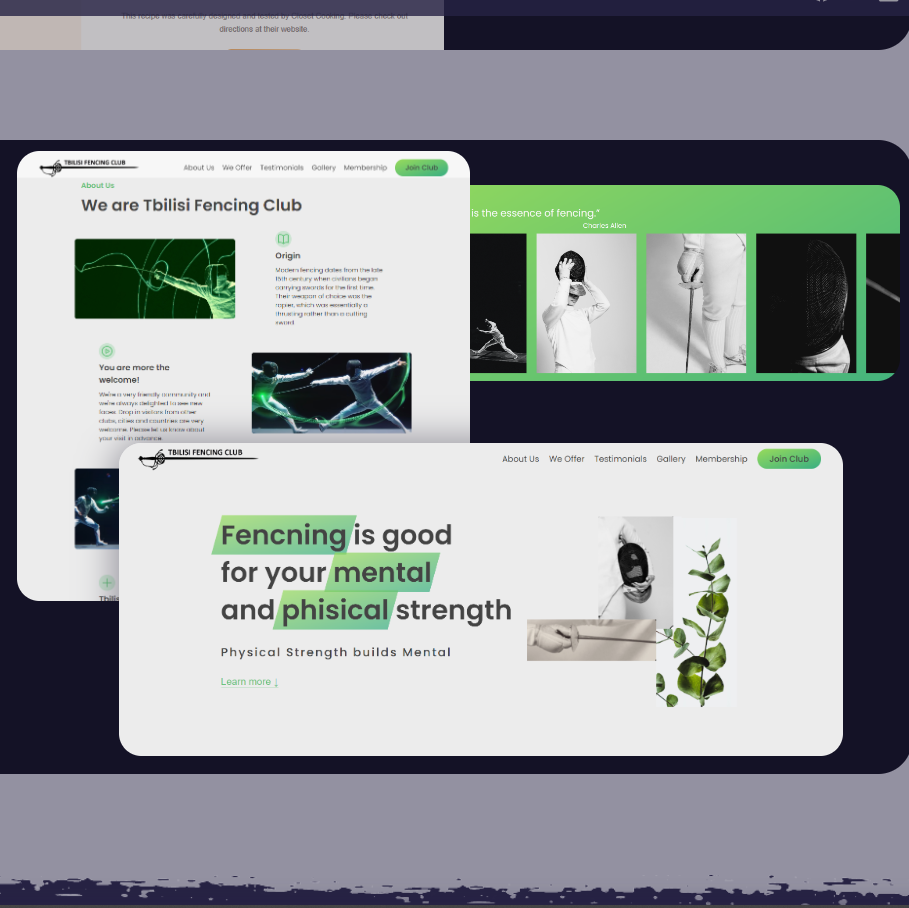 This recipe was carefully designed and tested by Closet Cooking. Please check out
directions at their website.
TBILISI FENCING CLUB
About Us We Offer Testimonials Gallery Membership Join Club
About Us
We are Tbilisi Fencing Club
Origin
Modern fencing dates from the late
15th century when civilians began
carrying swords for the first time.
Their weapon of choice was the
rapier, which was essentially a
thrusting rather than a cutting
sword
You are more the
welcome!
We're a very friendly community and
we're always delighted to see new
faces. Drop in visitors from other
clubs, cities and countries are very
welcome. Please let us know about
your visit in advance.
Tbilis
is the essence of fencing."
Charles Allen
TBILISI FENCING CLUB
About Us We Offer Testimonials Gallery Membership Join Club
Fencning is good
for your mental
and phisical strength
Physical Strength builds Mental
Learn more ↓